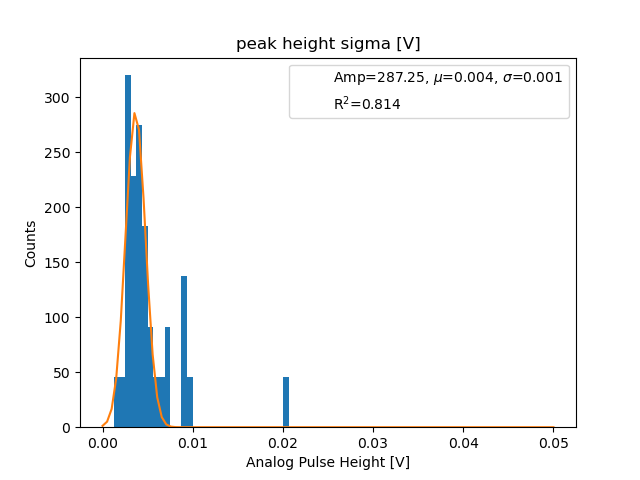 peak height sigma [V]
Amp=287.25, μ=0.004, σ=0.001
R²=0.814
300
250
200
150
100
50
0
Counts
0.00 0.01 0.02 0.03 0.04 0.05
Analog Pulse Height [V]